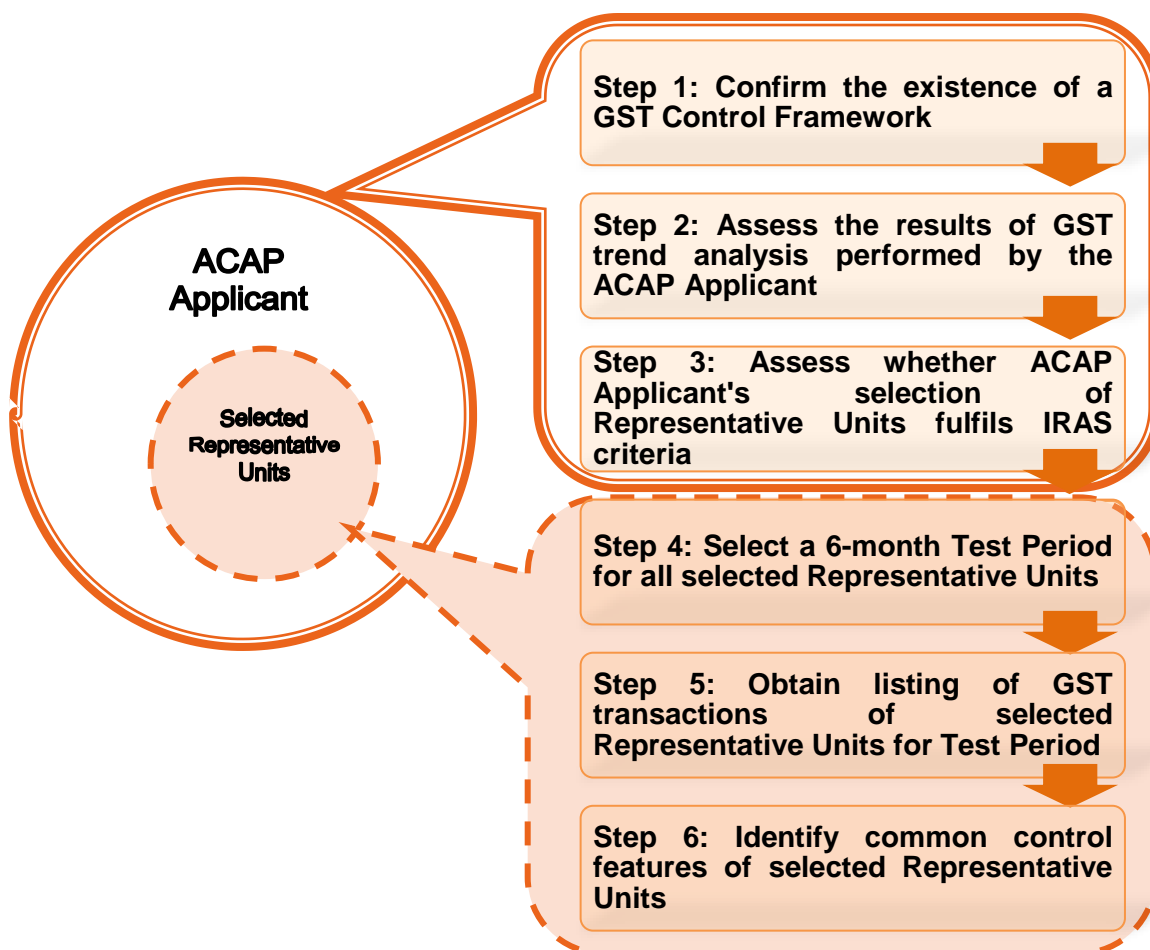 ACAP
Applicant
Selected
Representative
Units
Step 1: Confirm the existence of a
GST Control Framework
Step 2: Assess the results of GST
trend analysis performed by the
ACAP Applicant
Step 3: Assess whether ACAP
Applicant's selection of
Representative Units fulfils IRAS
criteria
Step 4: Select a 6-month Test Period
for all selected Representative Units
Step 5: Obtain listing of GST
transactions of selected
Representative Units for Test Period
Step 6: Identify common control
features of selected Representative
Units